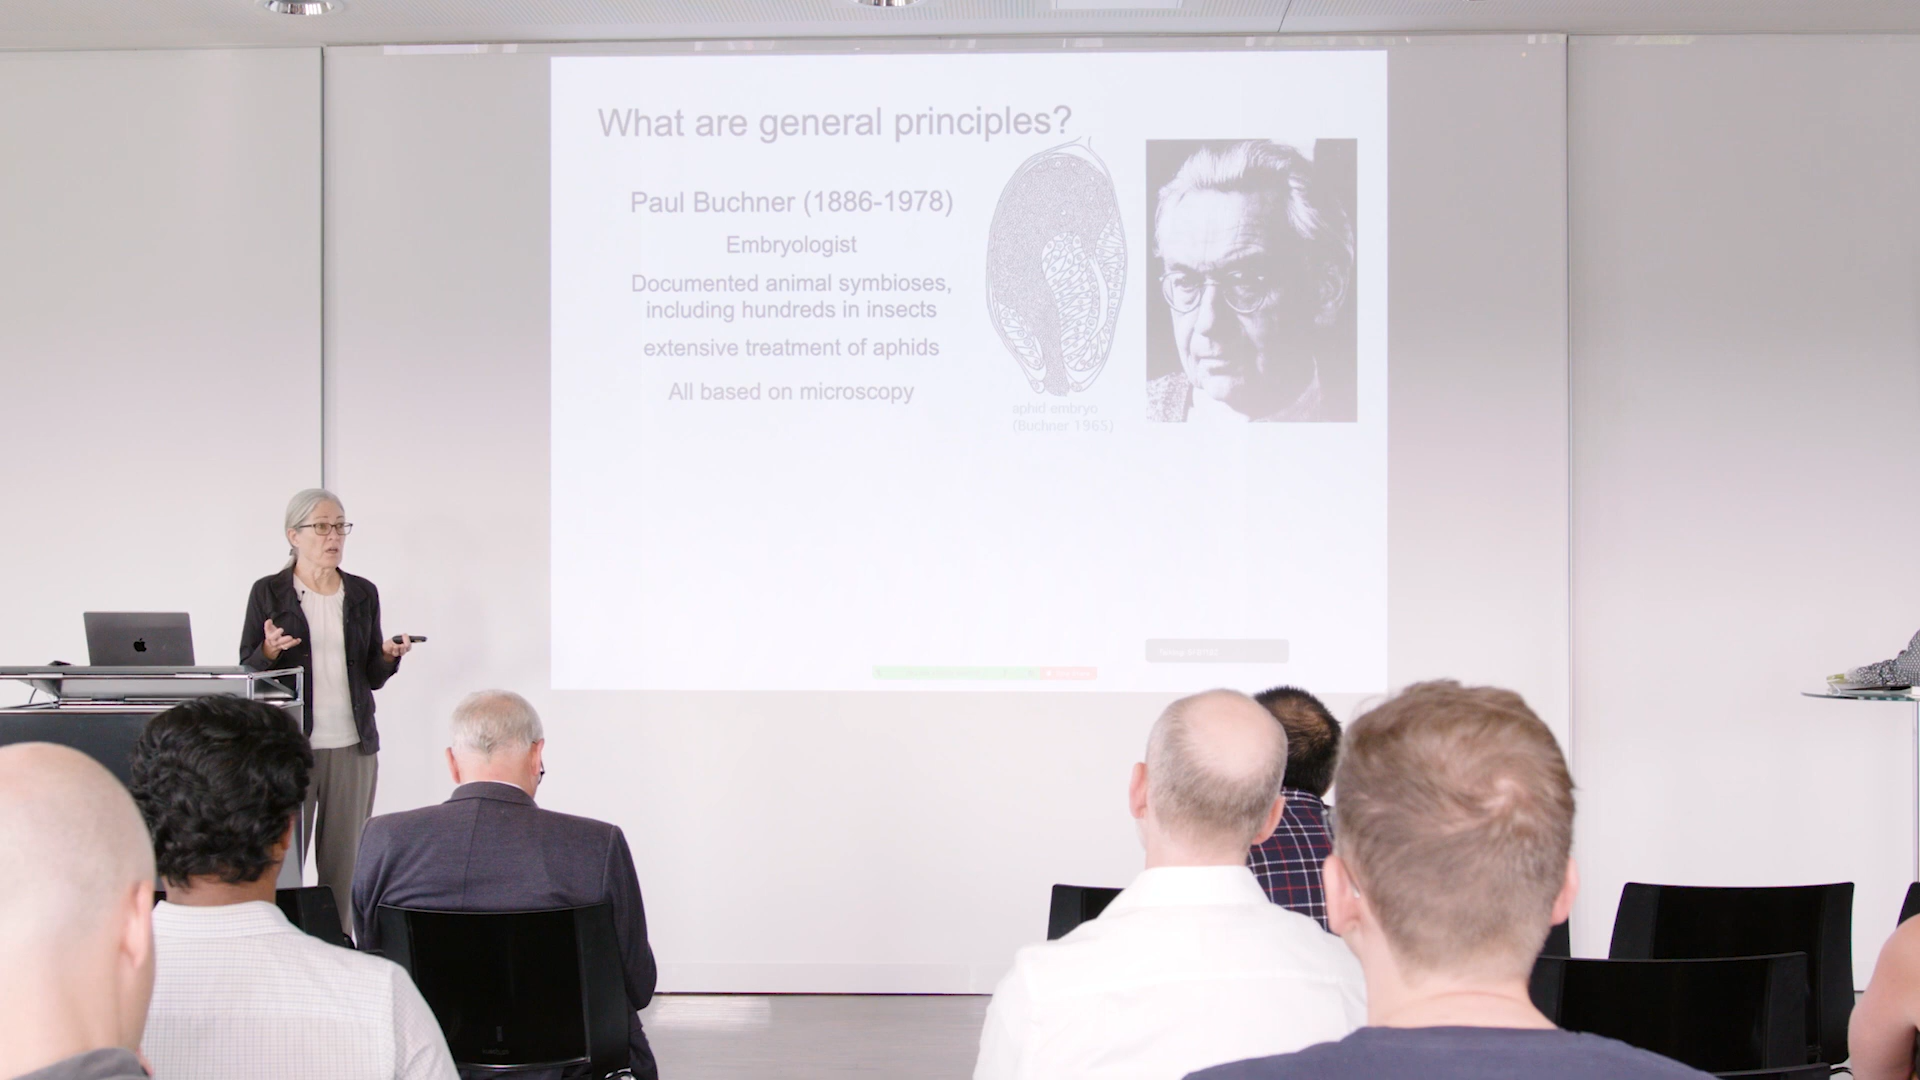 What are general principles?
Paul Buchner (1886-1978)
Embryologist
Documented animal symbioses,
including hundreds in insects
extensive treatment of aphids
All based on microscopy
aphid embryo
(Buchner 1965)